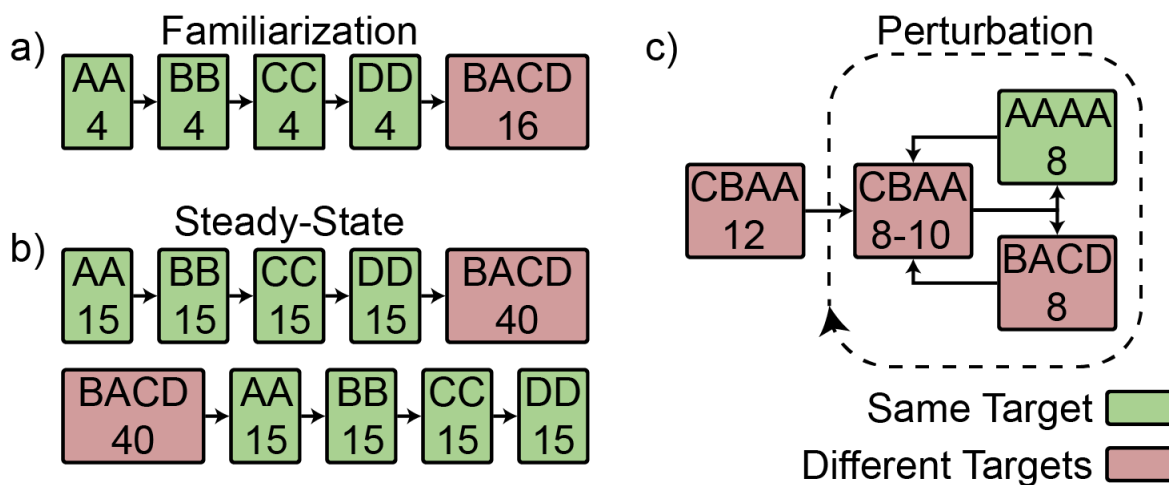 a)
Familiarization
AA BB CC DD BACD
4 4 4 4 16
b)
Steady-State
AA BB CC DD BACD
15 15 15 15 40
BACD AA BB CC DD
40 15 15 15 15
c)
Perturbation
AAAA
8
CBAA CBAA
12 8-10
BACD
8
Same Target
Different Targets